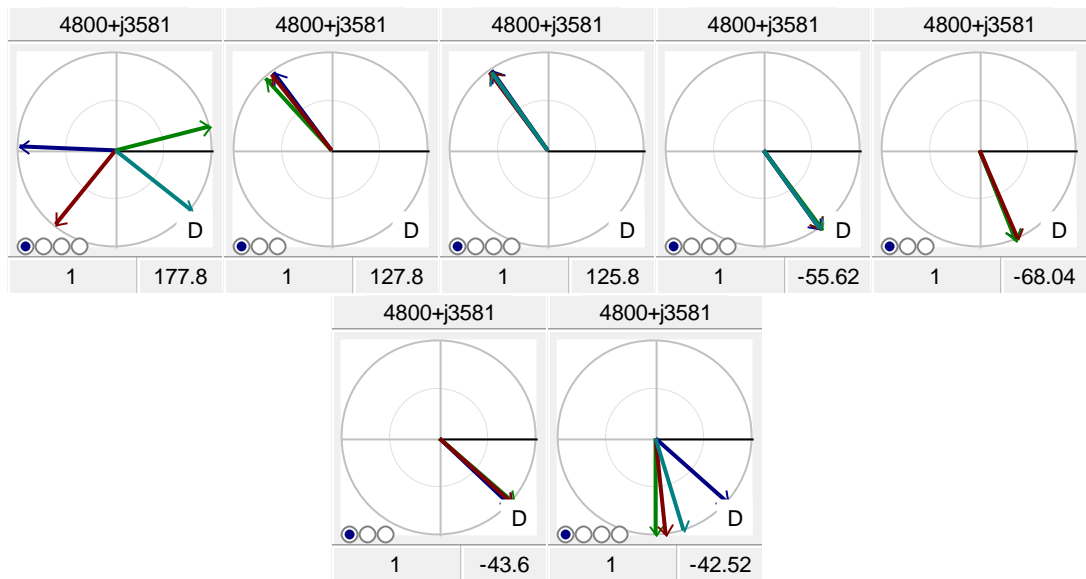 4800+j3581 4800+j3581 4800+j3581 4800+j3581 4800+j3581
D D D D D
1 177.8 1 127.8 1 125.8 1 -55.62 1 -68.04
4800+j3581 4800+j3581
D D
1 -43.6 1 -42.52